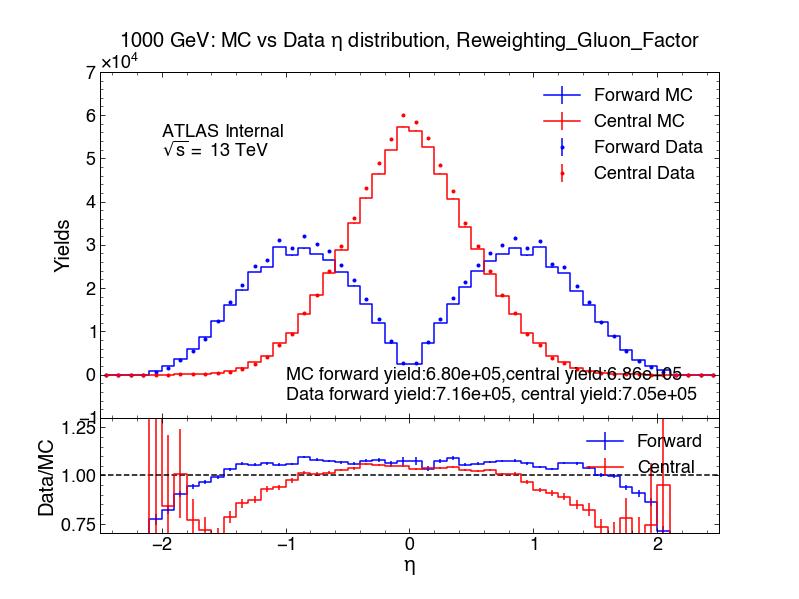 1000 GeV: MC vs Data η distribution, Reweighting_Gluon_Factor
×10⁴
7
6
5
4
3
2
1
0
−1
Yields
ATLAS Internal
√s = 13 TeV
Forward MC
Central MC
Forward Data
Central Data
MC forward yield:6.80e+05,central yield:6.86e+05
Data forward yield:7.16e+05, central yield:7.05e+05
1.25
1.00
0.75
Data/MC
Forward
Central
−2 −1 0 1 2
η